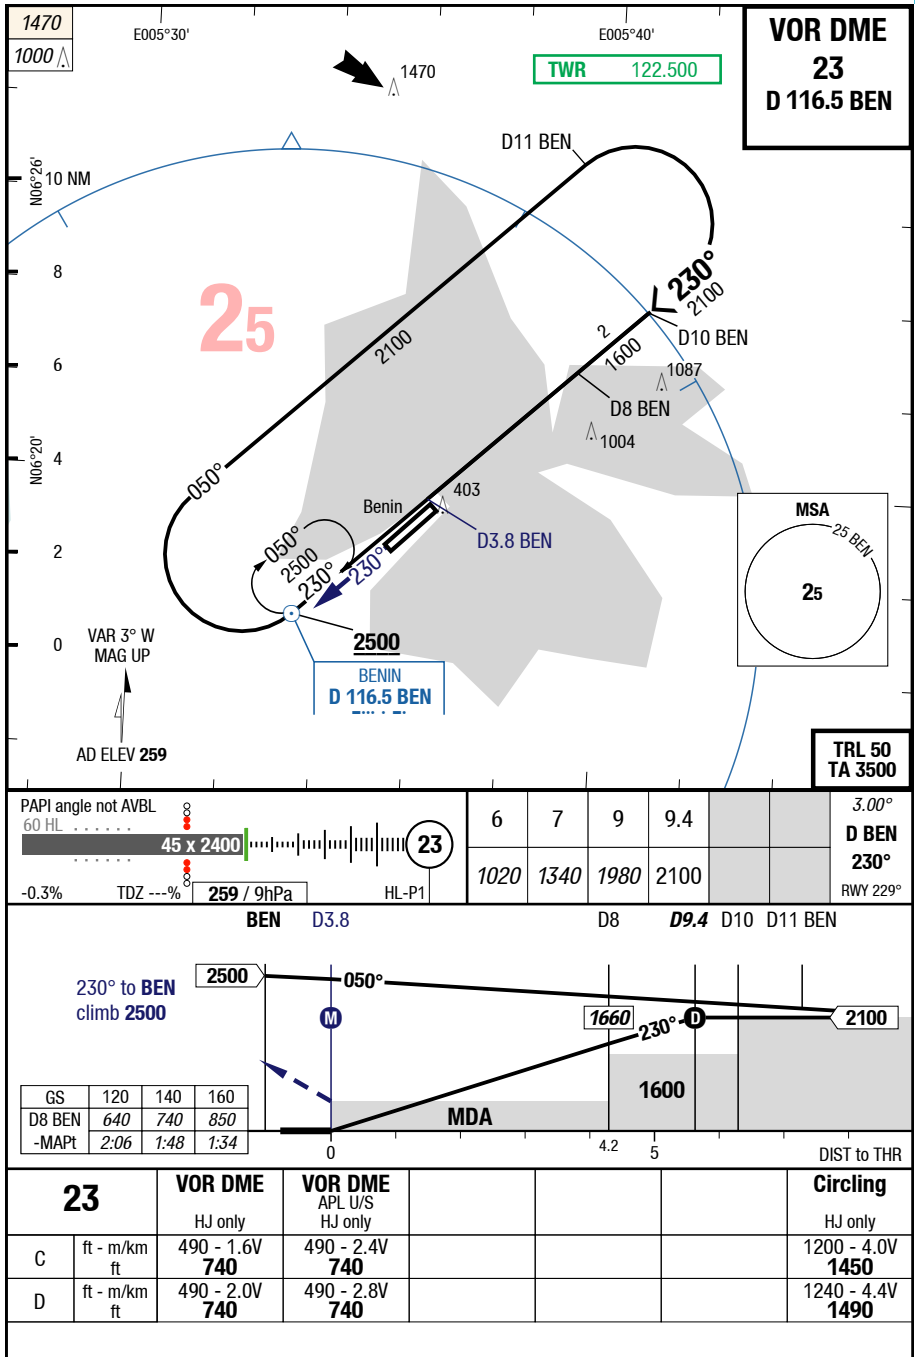 1470
1000
E005°30'
E005°40'
TWR 122.500
VOR DME
23
D 116.5 BEN
1470
D11 BEN
N06°26'
10 NM
8
6
4
2
0
N06°20'
25
230°
2100
2100
2
1600
D10 BEN
1087
D8 BEN
1004
050°
403
Benin
D3.8 BEN
050°
2500
230°
230°
2500
MSA
25 BEN
25
VAR 3° W
MAG UP
BENIN
D 116.5 BEN
AD ELEV 259
TRL 50
TA 3500
PAPI angle not AVBL
60 HL
45 x 2400
23
-0.3%
TDZ ---%
259 / 9hPa
HL-P1
6 7 9 9.4
1020 1340 1980 2100
3.00°
D BEN
230°
RWY 229°
BEN D3.8 D8 D9.4 D10 D11 BEN
230° to BEN
climb 2500
2500
050°
M
1660
230°
D
2100
1600
MDA
GS 120 140 160
D8 BEN 640 740 850
-MAPt 2:06 1:48 1:34
0 4.2 5 DIST to THR
23
VOR DME
HJ only
VOR DME
APL U/S
HJ only
Circling
HJ only
C
ft - m/km
ft
490 - 1.6V
740
490 - 2.4V
740
1200 - 4.0V
1450
D
ft - m/km
ft
490 - 2.0V
740
490 - 2.8V
740
1240 - 4.4V
1490